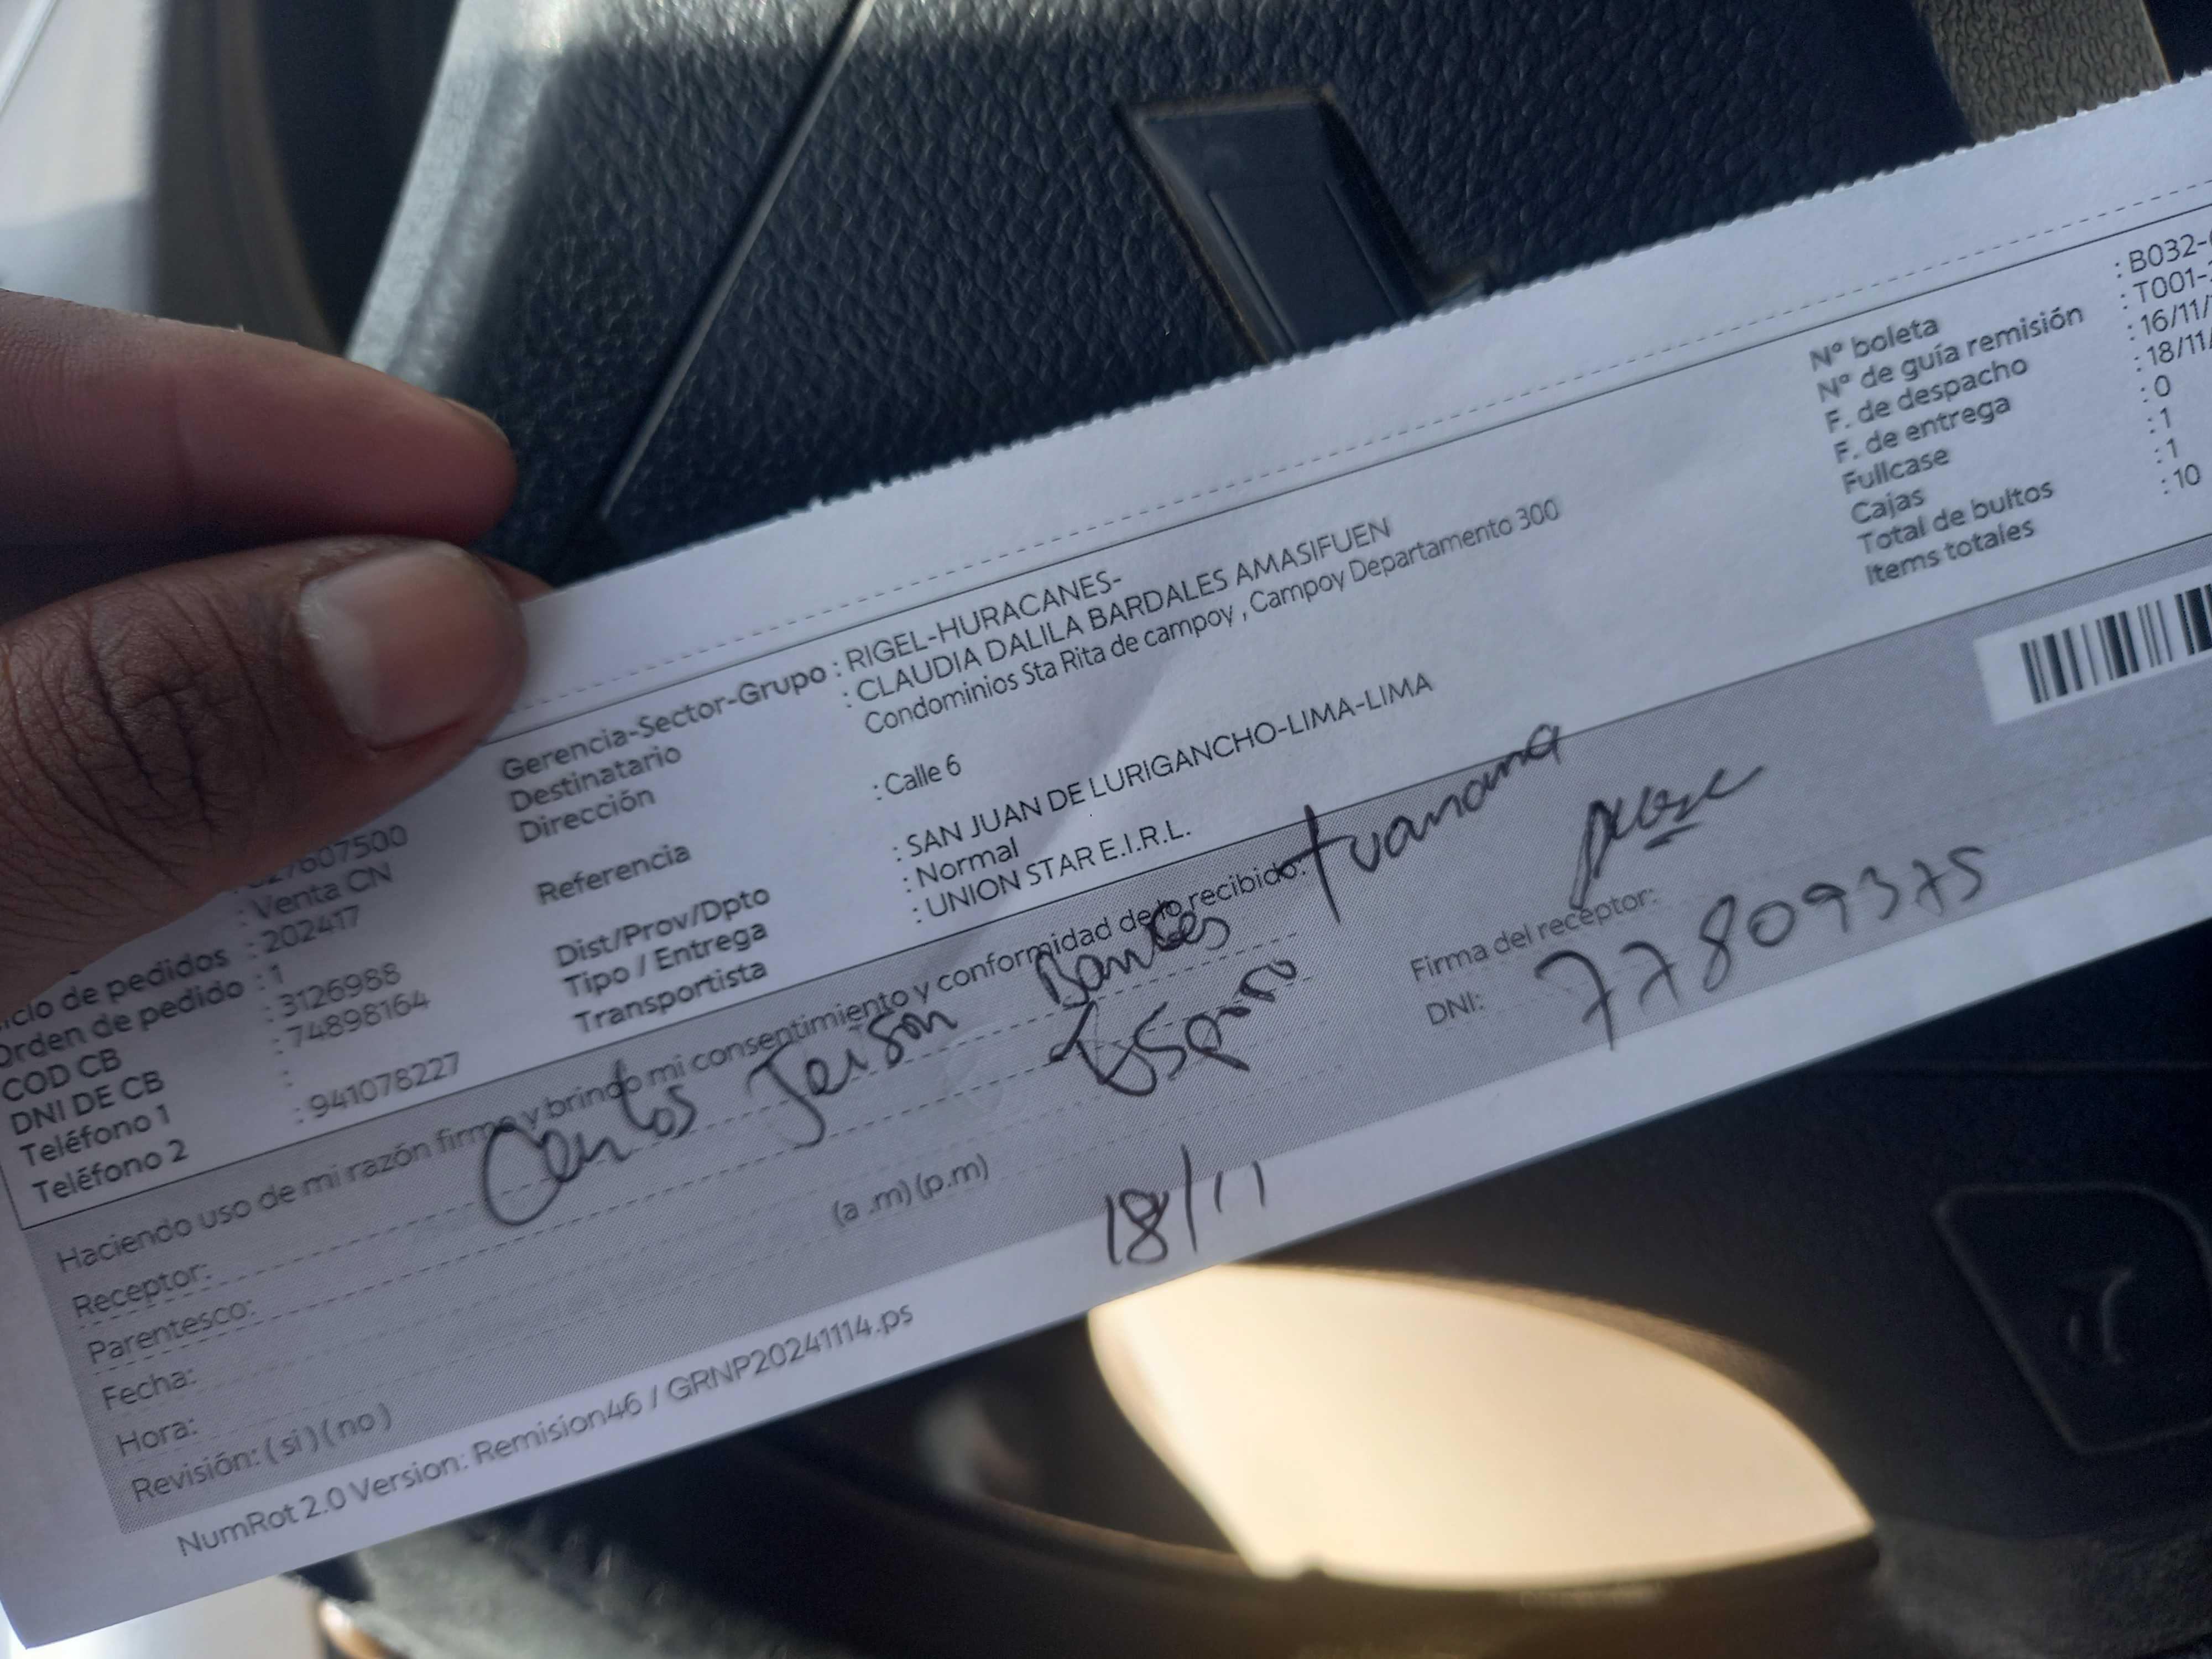 607500
: Venta CN
: 202417
icio de pedidos
Orden de pedido : 1
COD CB : 3126988
DNI DE CB : 74898164
Teléfono 1 :
Teléfono 2 : 941078227
Gerencia-Sector-Grupo : RIGEL-HURACANES-
Destinatario : CLAUDIA DALILA BARDALES AMASIFUEN
Dirección Condominios Sta Rita de campoy , Campoy Departamento 300
Referencia : Calle 6
Dist/Prov/Dpto : SAN JUAN DE LURIGANCHO-LIMA-LIMA
Tipo / Entrega : Normal
Transportista : UNION STAR E.I.R.L.
N° boleta : B032-
N° de guía remisión : T001-
F. de despacho : 16/11/
F. de entrega : 18/11/
Fullcase : 0
Cajas : 1
Total de bultos : 1
Items totales : 10
Haciendo uso de mi razón firmo y brindo mi consentimiento y conformidad de lo recibido:
Receptor: Carlos Jeison
Parentesco: Esposo
Fecha: 18/11
Hora: (a .m) (p.m)
Revisión: ( si ) ( no )
Firma del receptor:
DNI: 77809375
NumRot 2.0 Version: Remision46 / GRNP20241114.ps